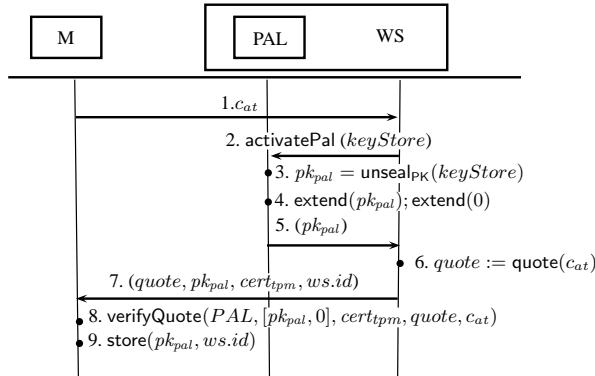 M PAL WS
1.c_at
2. activatePal (keyStore)
3. pk_pal = unseal_PK(keyStore)
4. extend(pk_pal); extend(0)
5. (pk_pal)
6. quote := quote(c_at)
7. (quote, pk_pal, cert_tpm, ws.id)
8. verifyQuote(PAL, [pk_pal, 0], cert_tpm, quote, c_at)
9. store(pk_pal, ws.id)